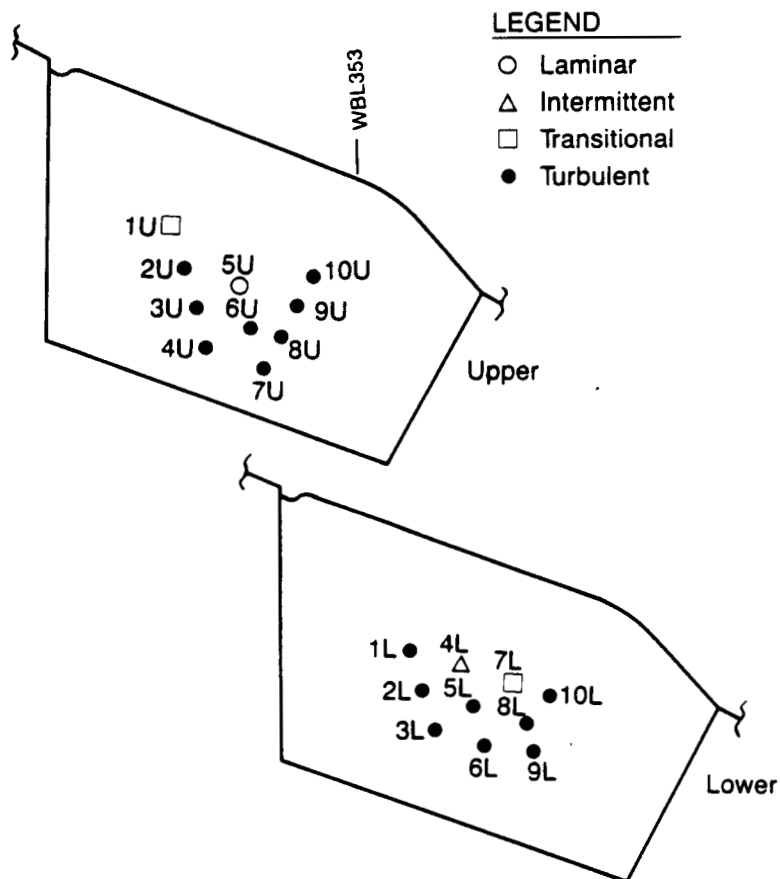 LEGEND
Laminar
Intermittent
Transitional
Turbulent
WBL353
1U
2U
5U
10U
3U
6U
9U
4U
8U
7U
Upper
1L
4L
7L
2L
5L
10L
8L
3L
6L
9L
Lower